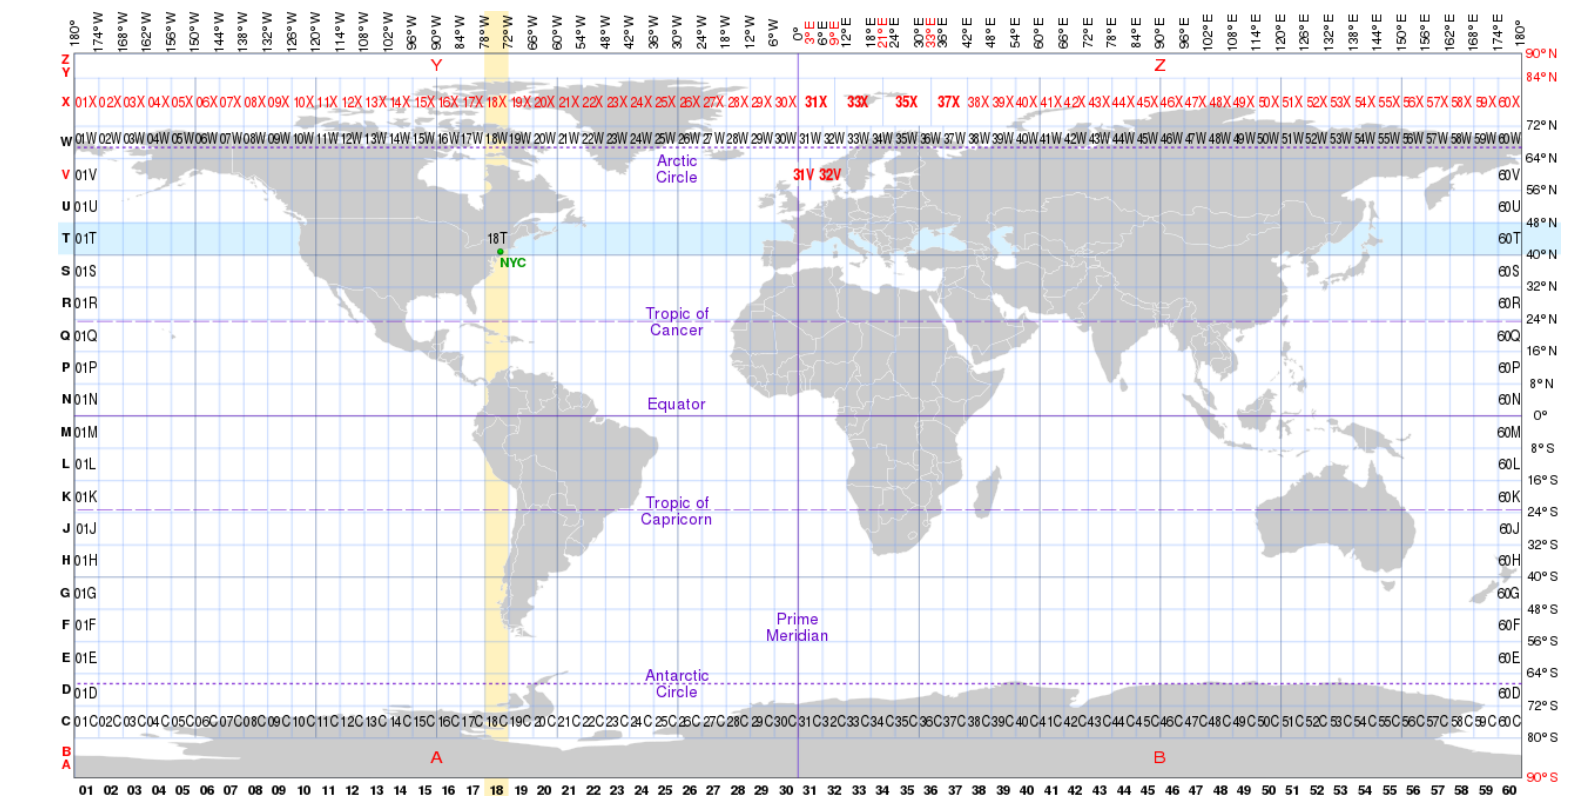 180° 174°W 168°W 162°W 156°W 150°W 144°W 138°W 132°W 126°W 120°W 114°W 108°W 102°W 96°W 90°W 84°W 78°W 72°W 66°W 60°W 54°W 48°W 42°W 36°W 30°W 24°W 18°W 12°W 6°W 0° 3°E 6°E 9°E 12°E 18°E 21°E 24°E 30°E 33°E 36°E 42°E 48°E 54°E 60°E 66°E 72°E 78°E 84°E 90°E 96°E 102°E 108°E 114°E 120°E 126°E 132°E 138°E 144°E 150°E 156°E 162°E 168°E 174°E 180°
Z 90°N
Y Y Z 84°N
X 01X 02X 03X 04X 05X 06X 07X 08X 09X 10X 11X 12X 13X 14X 15X 16X 17X 18X 19X 20X 21X 22X 23X 24X 25X 26X 27X 28X 29X 30X 31X 33X 35X 37X 38X 39X 40X 41X 42X 43X 44X 45X 46X 47X 48X 49X 50X 51X 52X 53X 54X 55X 56X 57X 58X 59X 60X
72°N
W 01W 02W 03W 04W 05W 06W 07W 08W 09W 10W 11W 12W 13W 14W 15W 16W 17W 18W 19W 20W 21W 22W 23W 24W 25W 26W 27W 28W 29W 30W 31W 32W 33W 34W 35W 36W 37W 38W 39W 40W 41W 42W 43W 44W 45W 46W 47W 48W 49W 50W 51W 52W 53W 54W 55W 56W 57W 58W 59W 60W
Arctic 64°N
Circle
V 01V 31V 32V 60V
56°N
U 01U 60U
48°N
T 01T 18T 60T
40°N
NYC
S 01S 60S
32°N
R 01R 60R
Tropic of 24°N
Cancer
Q 01Q 60Q
16°N
P 01P 60P
8°N
N 01N 60N
Equator
0°
M 01M 60M
8°S
L 01L 60L
16°S
K 01K 60K
Tropic of
Capricorn 24°S
J 01J 60J
32°S
H 01H 60H
40°S
G 01G 60G
48°S
Prime
F 01F 60F
Meridian
56°S
E 01E 60E
64°S
Antarctic
Circle
D 01D 60D
72°S
C 01C 02C 03C 04C 05C 06C 07C 08C 09C 10C 11C 12C 13C 14C 15C 16C 17C 18C 19C 20C 21C 22C 23C 24C 25C 26C 27C 28C 29C 30C 31C 32C 33C 34C 35C 36C 37C 38C 39C 40C 41C 42C 43C 44C 45C 46C 47C 48C 49C 50C 51C 52C 53C 54C 55C 56C 57C 58C 59C 60C
80°S
B A B
A
90°S
01 02 03 04 05 06 07 08 09 10 11 12 13 14 15 16 17 18 19 20 21 22 23 24 25 26 27 28 29 30 31 32 33 34 35 36 37 38 39 40 41 42 43 44 45 46 47 48 49 50 51 52 53 54 55 56 57 58 59 60